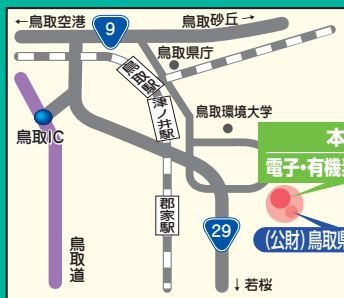 ←鳥取空港
9
鳥取砂丘→
鳥取県庁
鳥取駅
津ノ井駅
鳥取環境大学
鳥取IC
本
電子・有機
郡家駅
29
(公財)鳥取県
鳥取道
↓若桜